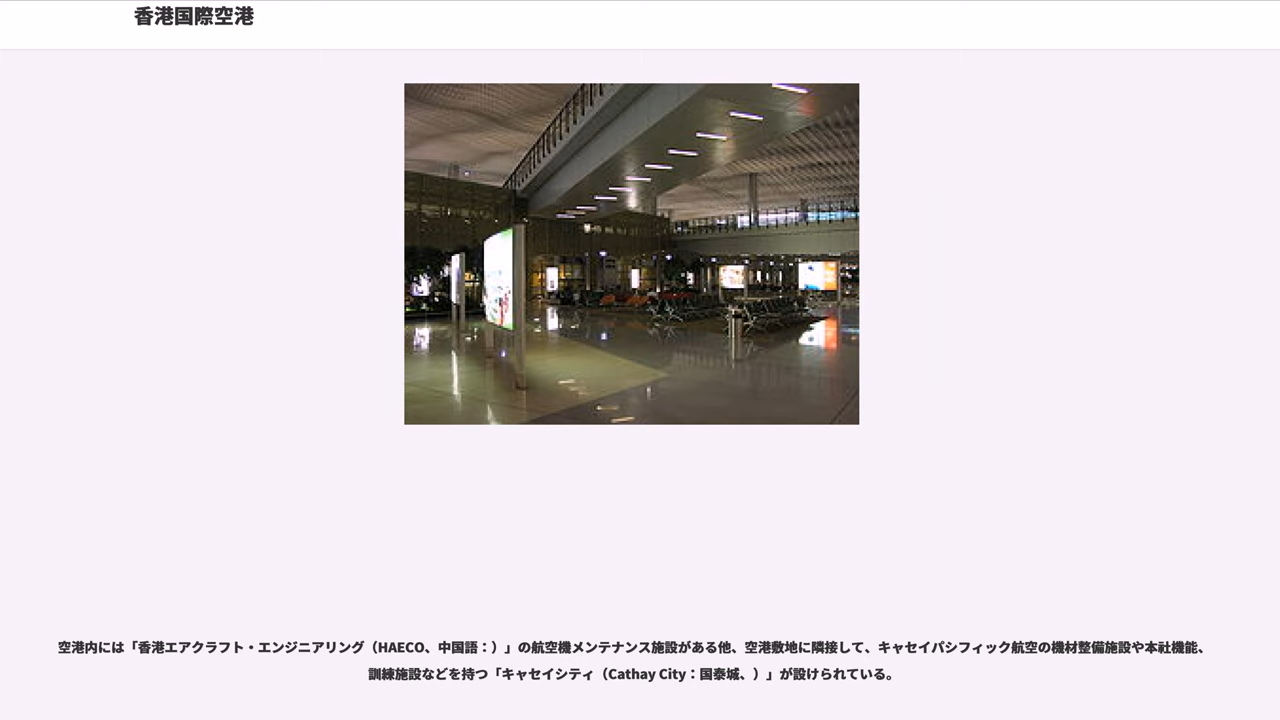 香港国際空港
空港内には「香港エアクラフト・エンジニアリング（HAECO、中国語：）」の航空機メンテナンス施設がある他、空港敷地に隣接して、キャセイパシフィック航空の機材整備施設や本社機能、
訓練施設などを持つ「キャセイシティ（Cathay City：国泰城、）」が設けられている。